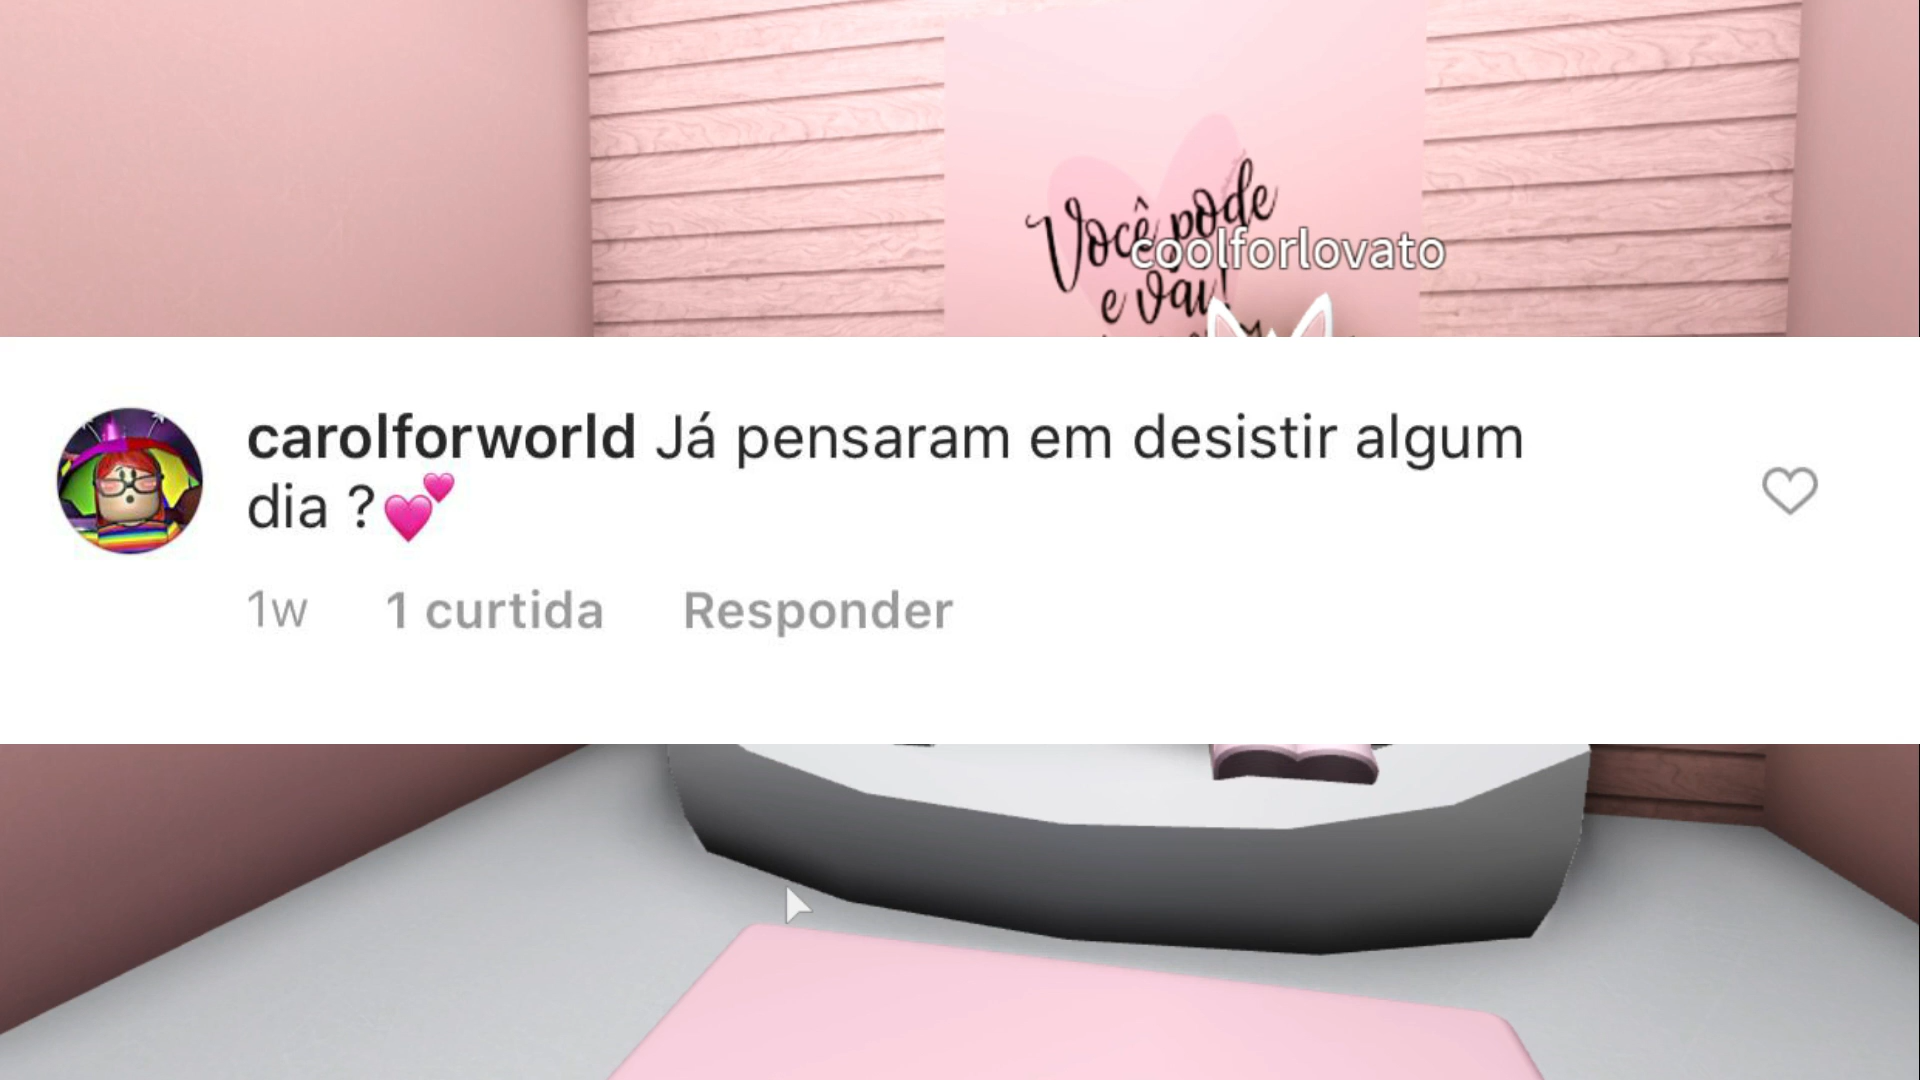 Você pode
coolforlovato
e vai!
carolforworld Já pensaram em desistir algum
dia ?💕
1w 1 curtida Responder